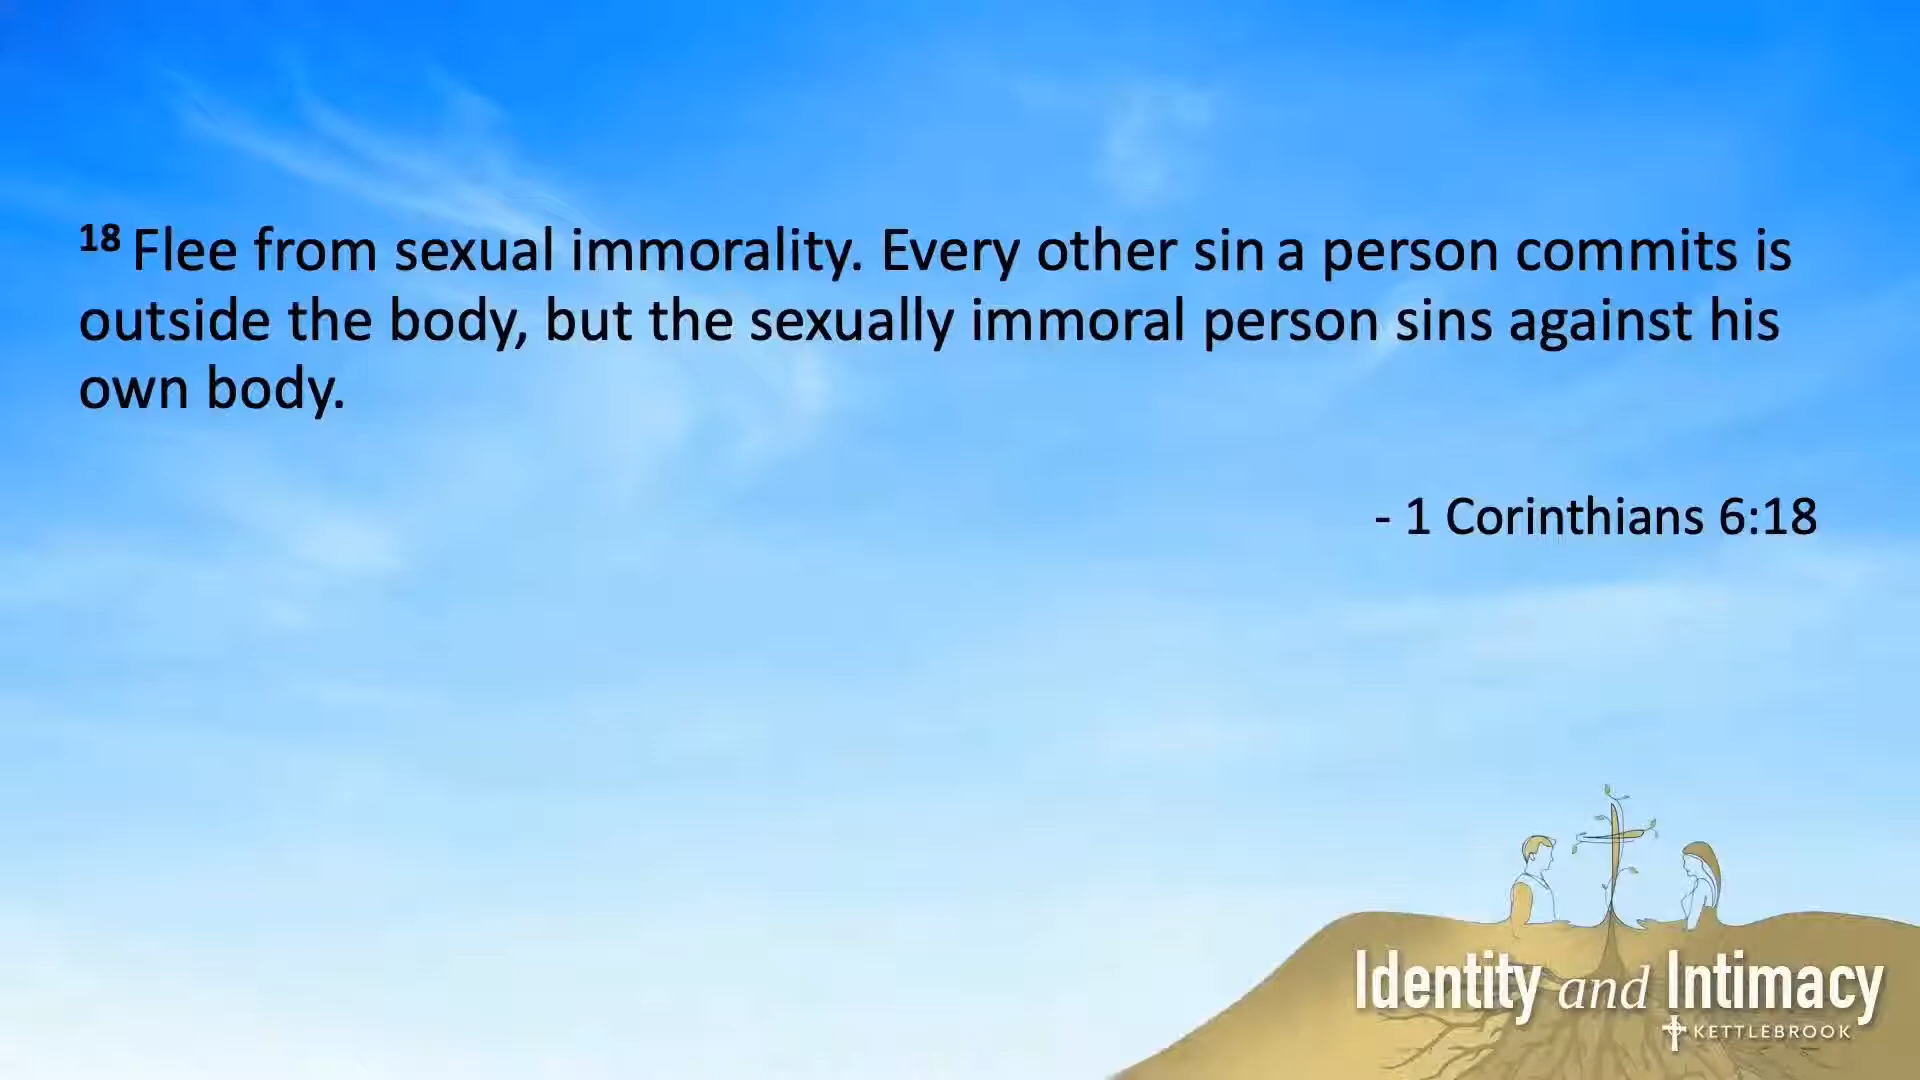 18 Flee from sexual immorality. Every other sin a person commits is
outside the body, but the sexually immoral person sins against his
own body.
- 1 Corinthians 6:18
Identity and Intimacy
KETTLEBROOK